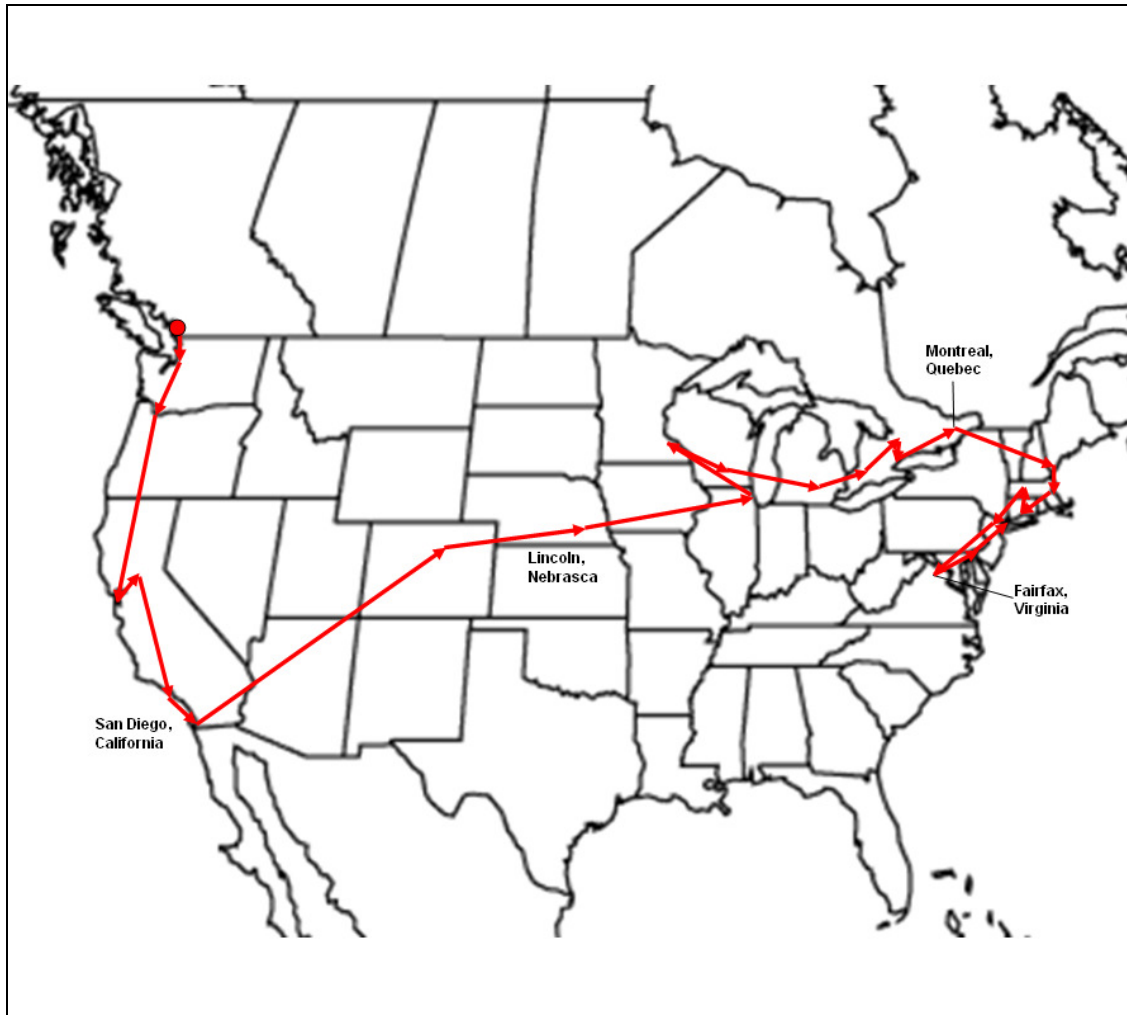 Montreal,
Quebec
Lincoln,
Nebrasca
Fairfax,
Virginia
San Diego,
California